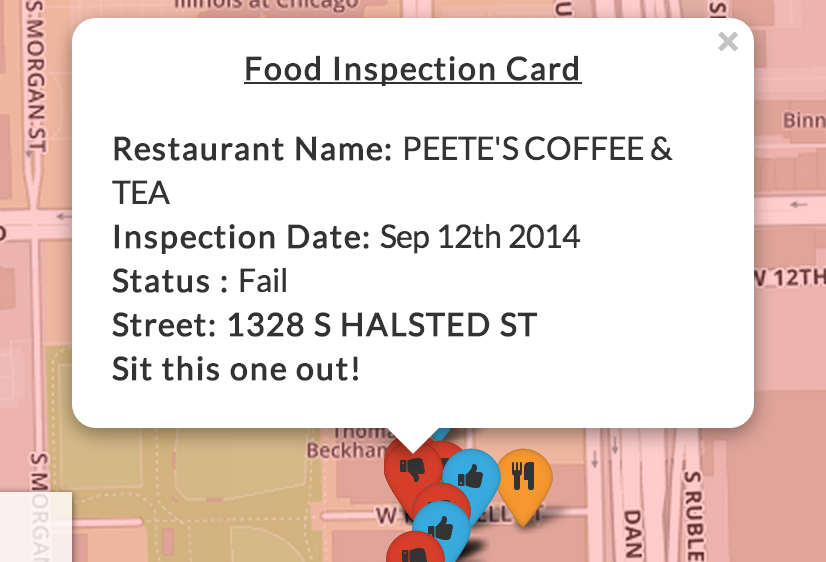 Illinois at Chicago
S MORGAN ST
×
Food Inspection Card
Restaurant Name: PEETE'S COFFEE &
TEA
Inspection Date: Sep 12th 2014
Status : Fail
Street: 1328 S HALSTED ST
Sit this one out!
Binn
W 12TH
Thoma
Beckham
S MORGAN
W
DAN
S RUBLE